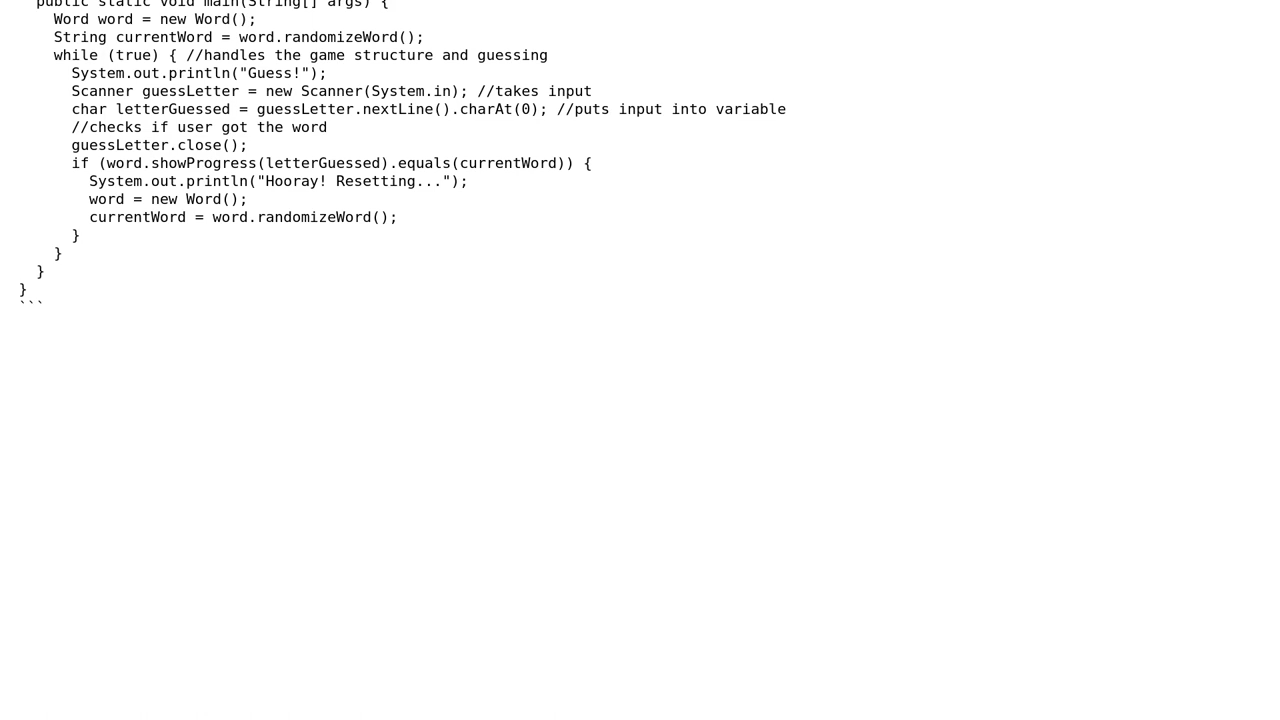 public static void main(String[] args) {
Word word = new Word();
String currentWord = word.randomizeWord();
while (true) { //handles the game structure and guessing
System.out.println("Guess!");
Scanner guessLetter = new Scanner(System.in); //takes input
char letterGuessed = guessLetter.nextLine().charAt(0); //puts input into variable
//checks if user got the word
guessLetter.close();
if (word.showProgress(letterGuessed).equals(currentWord)) {
System.out.println("Hooray! Resetting...");
word = new Word();
currentWord = word.randomizeWord();
}
}
}
}
```